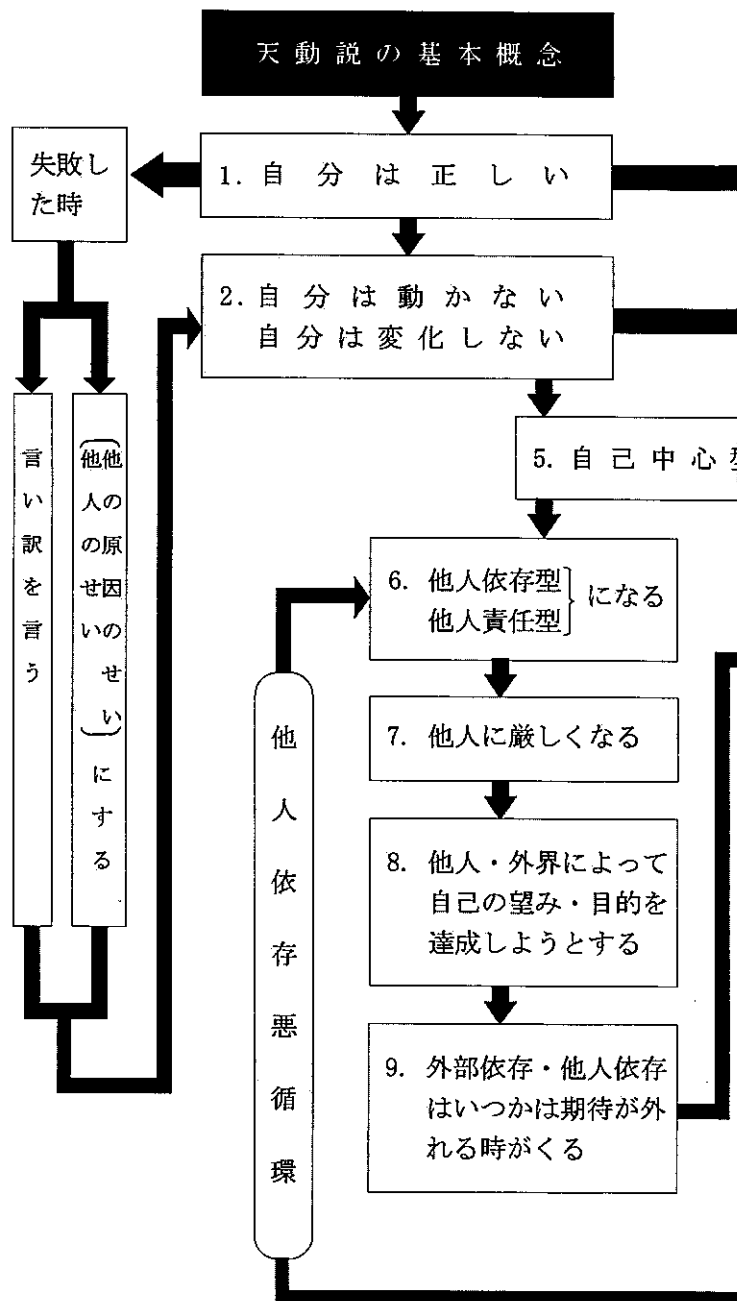 天動説の基本概念
1. 自分は正しい
失敗し
た時
2. 自分は動かない
自分は変化しない
言い訳を言う
(他の原因のせい
他人のせい)にする
5. 自己中心型
6. 他人依存型
他人責任型}になる
7. 他人に厳しくなる
8. 他人・外界によって
自己の望み・目的を
達成しようとする
9. 外部依存・他人依存
はいつかは期待が外
れる時がくる
他人依存悪循環